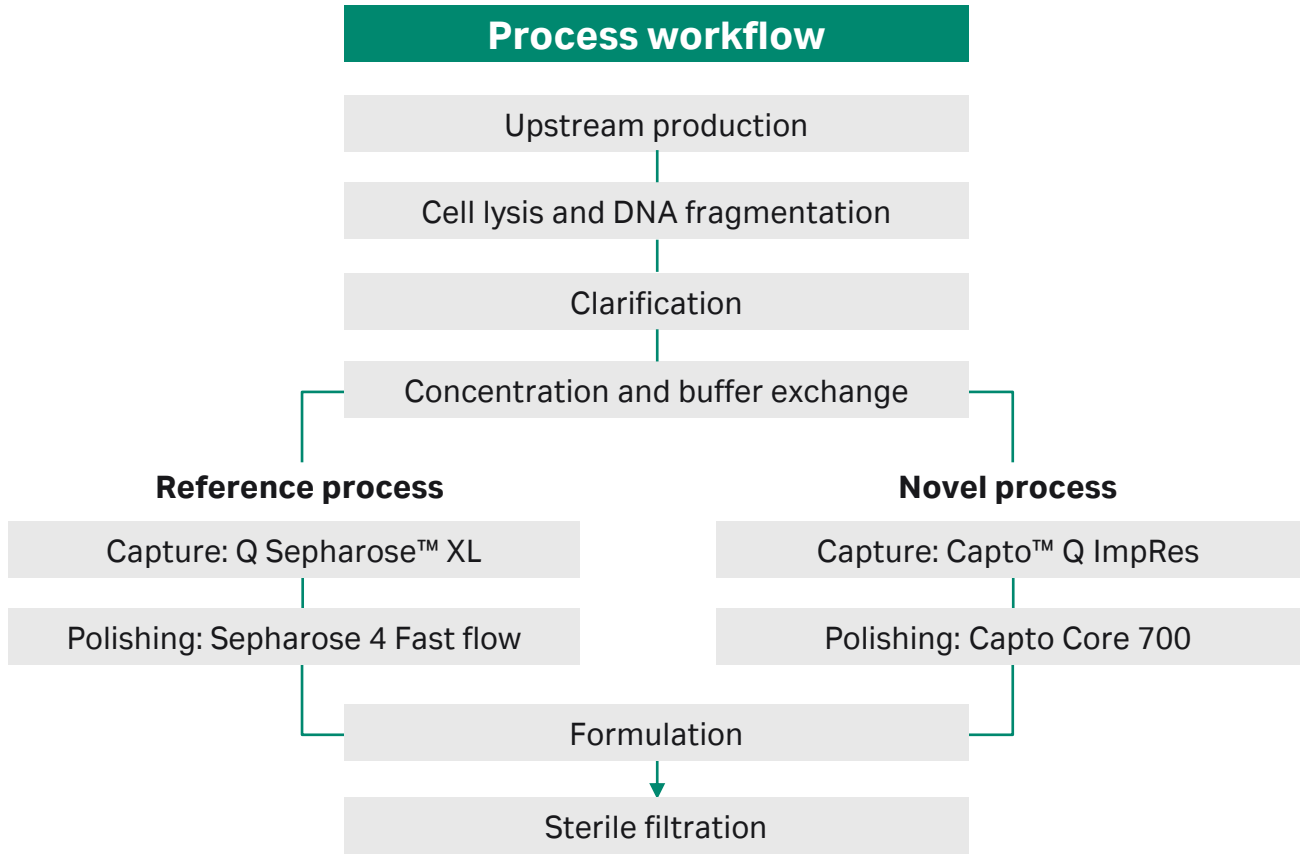 Process workflow
Upstream production
Cell lysis and DNA fragmentation
Clarification
Concentration and buffer exchange
Reference process
Novel process
Capture: Q Sepharose™ XL
Capture: Capto™ Q ImpRes
Polishing: Sepharose 4 Fast flow
Polishing: Capto Core 700
Formulation
Sterile filtration